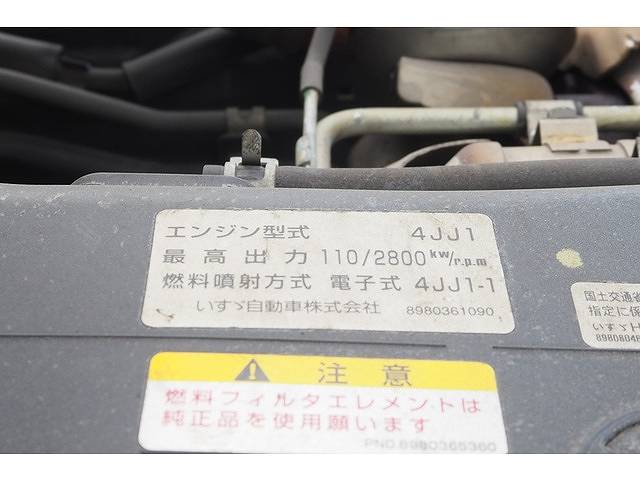 エンジン型式 4JJ1
最高出力 110/2800 kw/r.p.m
燃料噴射方式 電子式 4JJ1-1
いすゞ自動車株式会社 8980361090
国土交通省
指定に係
いすゞH
8980804
注意
燃料フィルタエレメントは
純正品を使用願います
PNO.8980365360